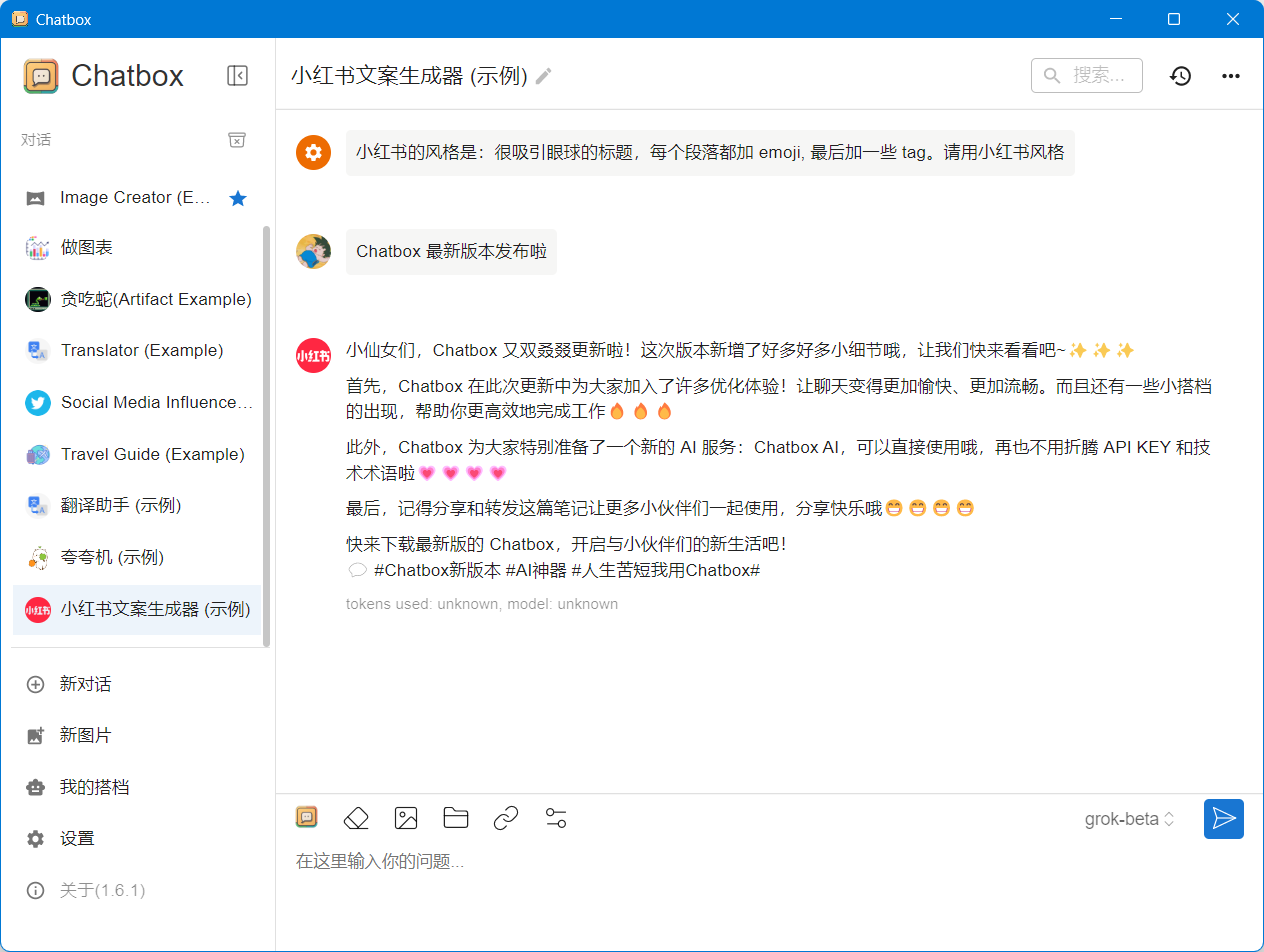 Chatbox
Chatbox
小红书文案生成器 (示例)
搜索...
对话
Image Creator (E...
做图表
贪吃蛇(Artifact Example)
Translator (Example)
Social Media Influence...
Travel Guide (Example)
翻译助手 (示例)
夸夸机 (示例)
小红书
小红书文案生成器 (示例)
新对话
新图片
我的搭档
设置
关于(1.6.1)
小红书的风格是：很吸引眼球的标题，每个段落都加 emoji, 最后加一些 tag。请用小红书风格
Chatbox 最新版本发布啦
小红书
小仙女们，Chatbox 又双叒叕更新啦！这次版本新增了好多好多小细节哦，让我们快来看看吧~✨ ✨ ✨
首先，Chatbox 在此次更新中为大家加入了许多优化体验！让聊天变得更加愉快、更加流畅。而且还有一些小搭档
的出现，帮助你更高效地完成工作🔥 🔥 🔥
此外，Chatbox 为大家特别准备了一个新的 AI 服务：Chatbox AI，可以直接使用哦，再也不用折腾 API KEY 和技
术术语啦💗 💗 💗 💗
最后，记得分享和转发这篇笔记让更多小伙伴们一起使用，分享快乐哦😁 😁 😁 😁
快来下载最新版的 Chatbox，开启与小伙伴们的新生活吧！
💬 #Chatbox新版本 #AI神器 #人生苦短我用Chatbox#
tokens used: unknown, model: unknown
grok-beta
在这里输入你的问题...